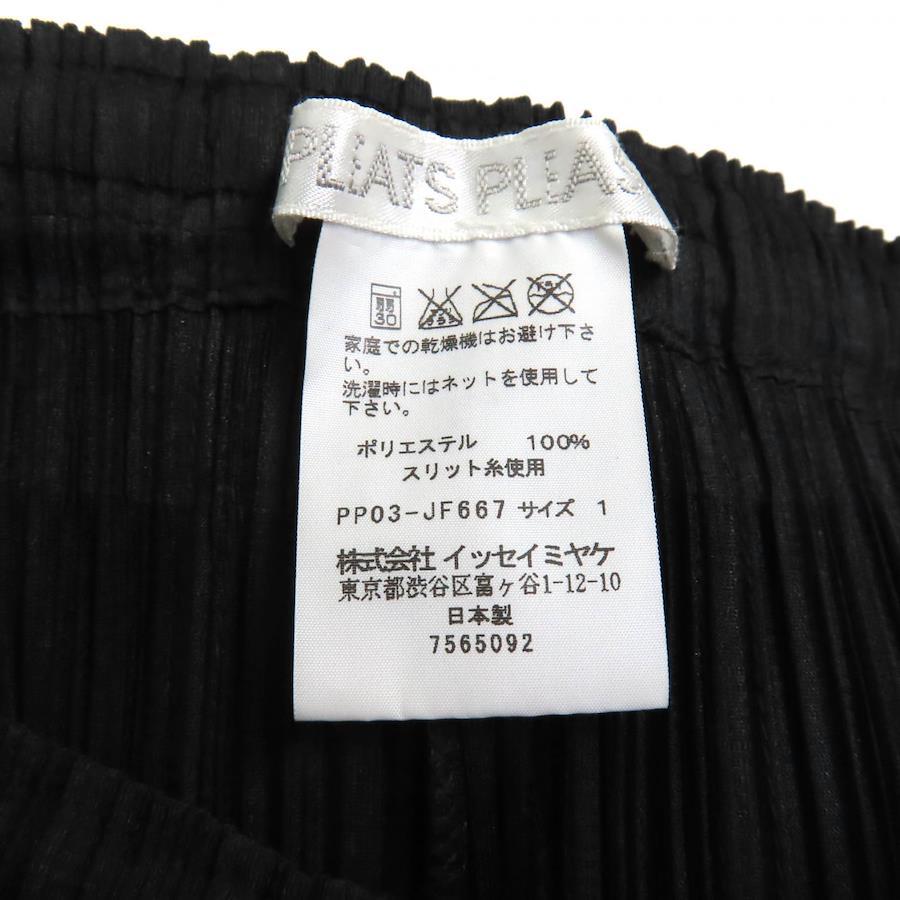 PLEATS PLEAS
30
家庭での乾燥機はお避け下さ
い。
洗濯時にはネットを使用して
下さい。
ポリエステル 100%
スリット糸使用
PP03-JF667 サイズ 1
株式会社 イッセイミヤケ
東京都渋谷区富ヶ谷1-12-10
日本製
7565092